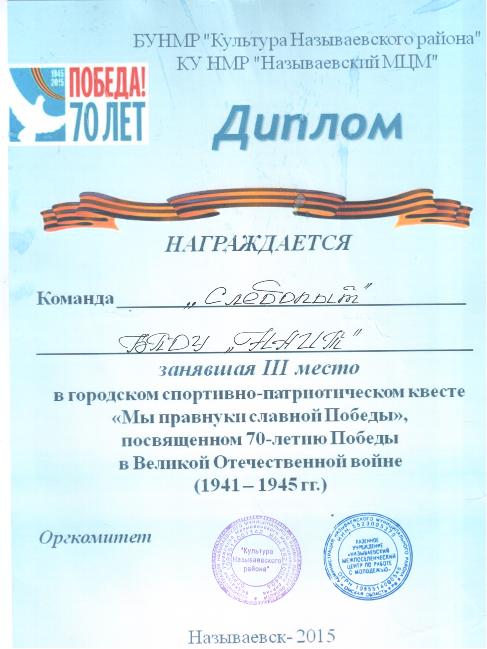 БУНМР "Культура Называевского района"
КУ НМР "Называевский МЦМ"
1945
2015
ПОБЕДА!
70 ЛЕТ
Диплом
НАГРАЖДАЕТСЯ
Команда „Следопыт"
БПОУ „НАИТ"
занявшая III место
в городском спортивно-патриотическом квесте
«Мы правнуки славной Победы»,
посвященном 70-летию Победы
в Великой Отечественной войне
(1941 – 1945 гг.)
Оргкомитет
"Культура
Называевского
района"
КАЗЕННОЕ
УЧРЕЖДЕНИЕ
«НАЗЫВАЕВСКИЙ
МЕЖПОСЕЛЕНЧЕСКИЙ
ЦЕНТР ПО РАБОТЕ
С МОЛОДЕЖЬЮ»
Называевск- 2015